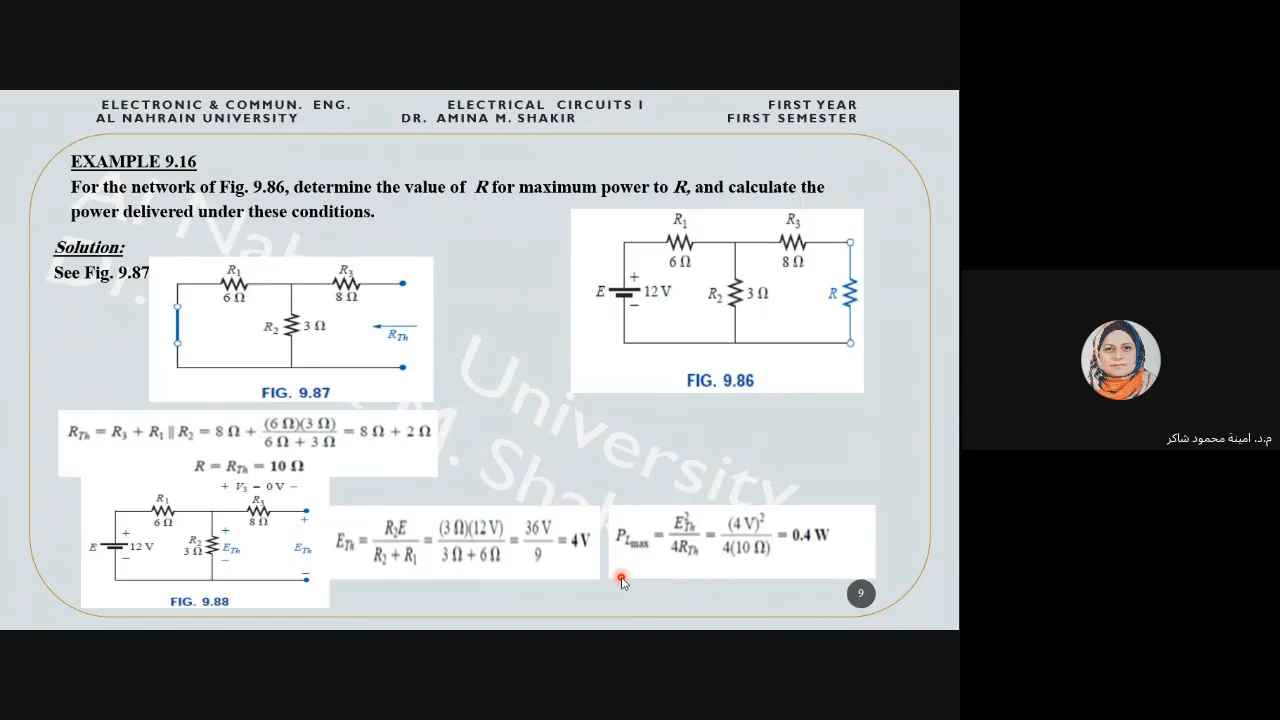 ELECTRONIC & COMMUN. ENG. ELECTRICAL CIRCUITS I FIRST YEAR
AL NAHRAIN UNIVERSITY DR. AMINA M. SHAKIR FIRST SEMESTER
EXAMPLE 9.16
For the network of Fig. 9.86, determine the value of R for maximum power to R, and calculate the
power delivered under these conditions.
Solution:
See Fig. 9.87
R1 R3
6 Ω 8 Ω
R2 3 Ω
RTh
FIG. 9.87
R1 R3
6 Ω 8 Ω
E + 12 V − R2 3 Ω R
FIG. 9.86
RTh = R3 + R1 || R2 = 8 Ω + (6 Ω)(3 Ω) / 6 Ω + 3 Ω = 8 Ω + 2 Ω
R = RTh = 10 Ω
+ V3 = 0 V −
R1 R3
6 Ω 8 Ω
E + 12 V − R2 3 Ω + ETh − + ETh −
FIG. 9.88
ETh = R2E / R2 + R1 = (3 Ω)(12 V) / 3 Ω + 6 Ω = 36 V / 9 = 4 V
PLmax = E²Th / 4RTh = (4 V)² / 4(10 Ω) = 0.4 W
9
م.د. امينة محمود شاكر